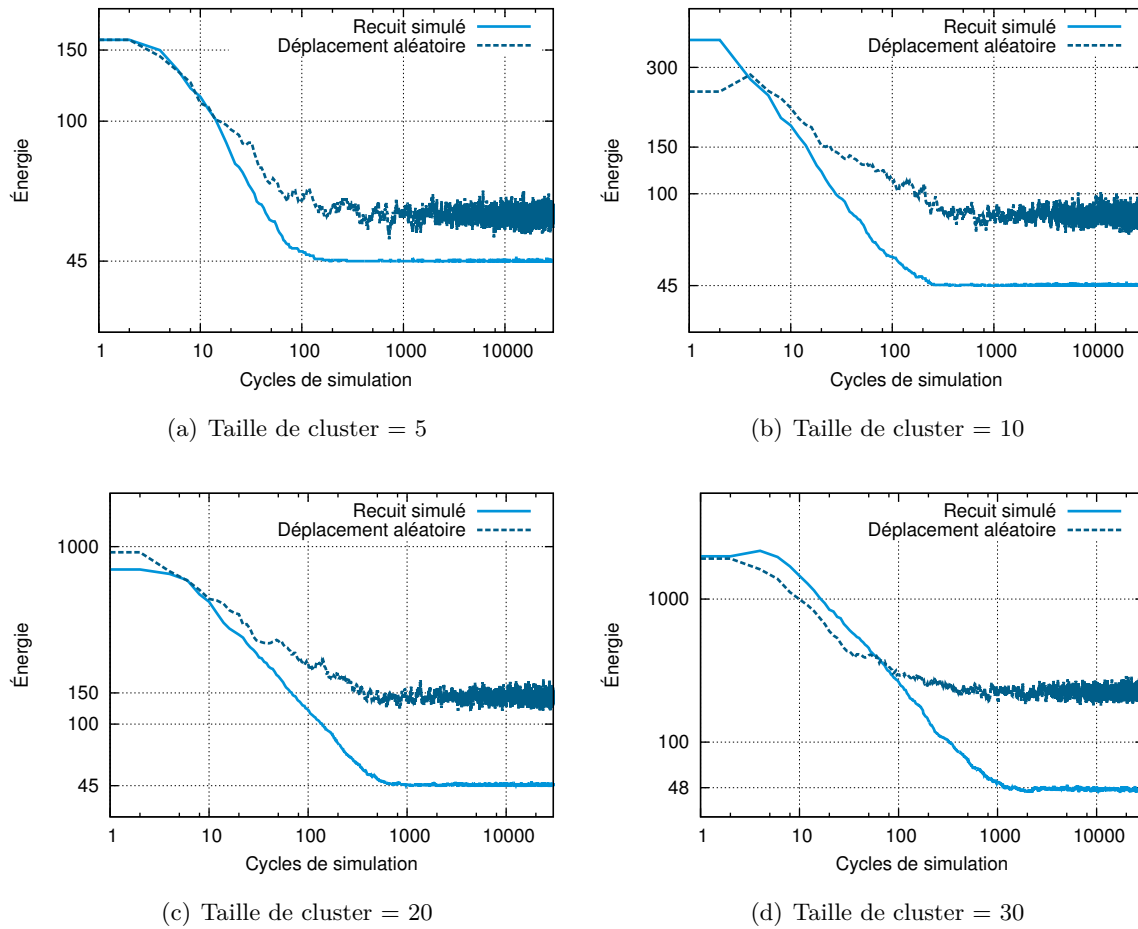 Recuit simulé
Déplacement aléatoire
150
100
45
Énergie
1 10 100 1000 10000
Cycles de simulation
(a) Taille de cluster = 5
Recuit simulé
Déplacement aléatoire
300
150
100
45
Énergie
1 10 100 1000 10000
Cycles de simulation
(b) Taille de cluster = 10
Recuit simulé
Déplacement aléatoire
1000
150
100
45
Énergie
1 10 100 1000 10000
Cycles de simulation
(c) Taille de cluster = 20
Recuit simulé
Déplacement aléatoire
1000
100
48
Énergie
1 10 100 1000 10000
Cycles de simulation
(d) Taille de cluster = 30